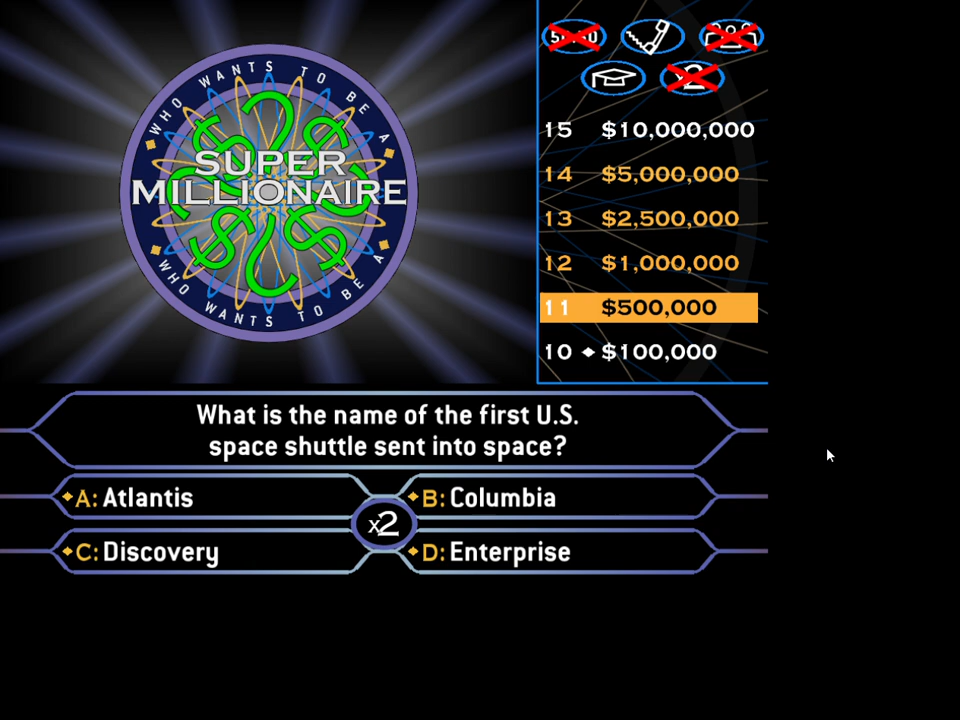 WHO WANTS TO BE A
SUPER
MILLIONAIRE
WHO WANTS TO BE A
15 $10,000,000
14 $5,000,000
13 $2,500,000
12 $1,000,000
11 $500,000
10 $100,000
What is the name of the first U.S.
space shuttle sent into space?
A: Atlantis
B: Columbia
x2
C: Discovery
D: Enterprise